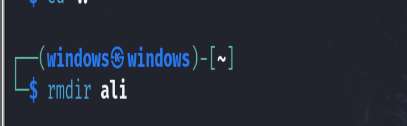 ┌──(windows㉿windows)-[~]
└─$ rmdir ali